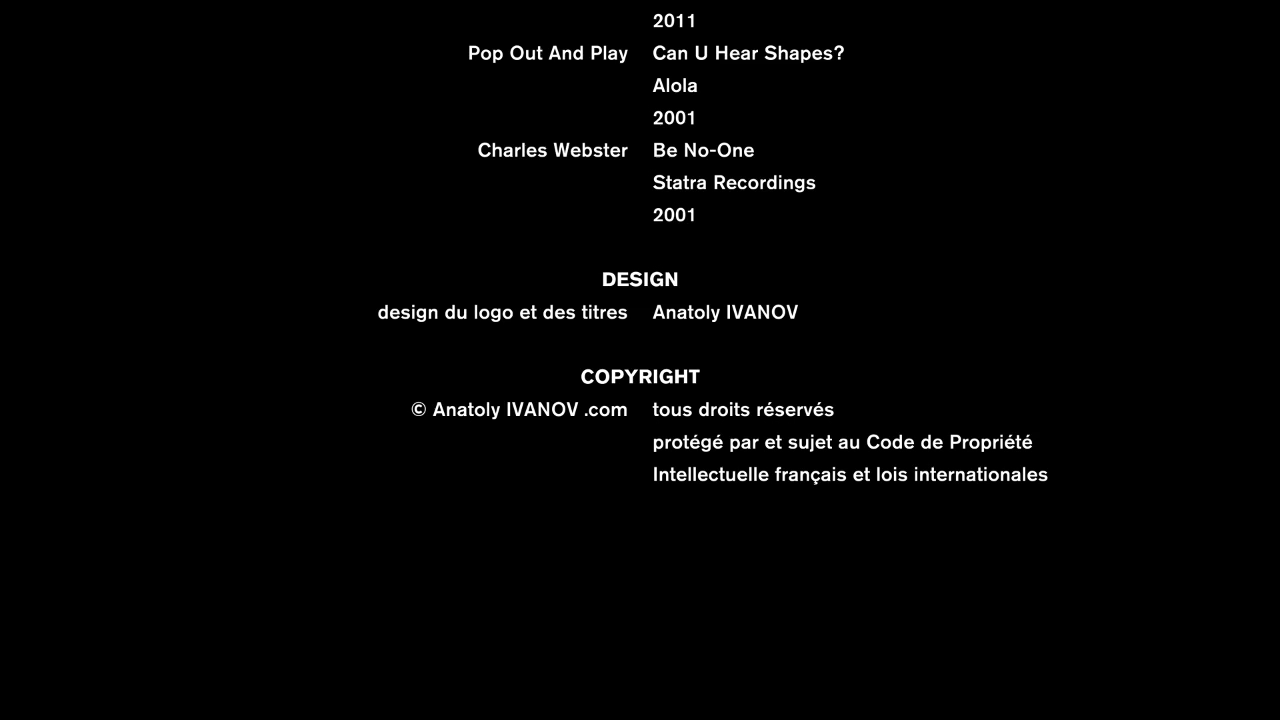 2011
Pop Out And Play Can U Hear Shapes?
Alola
2001
Charles Webster Be No-One
Statra Recordings
2001
DESIGN
design du logo et des titres Anatoly IVANOV
COPYRIGHT
© Anatoly IVANOV .com tous droits réservés
protégé par et sujet au Code de Propriété
Intellectuelle français et lois internationales